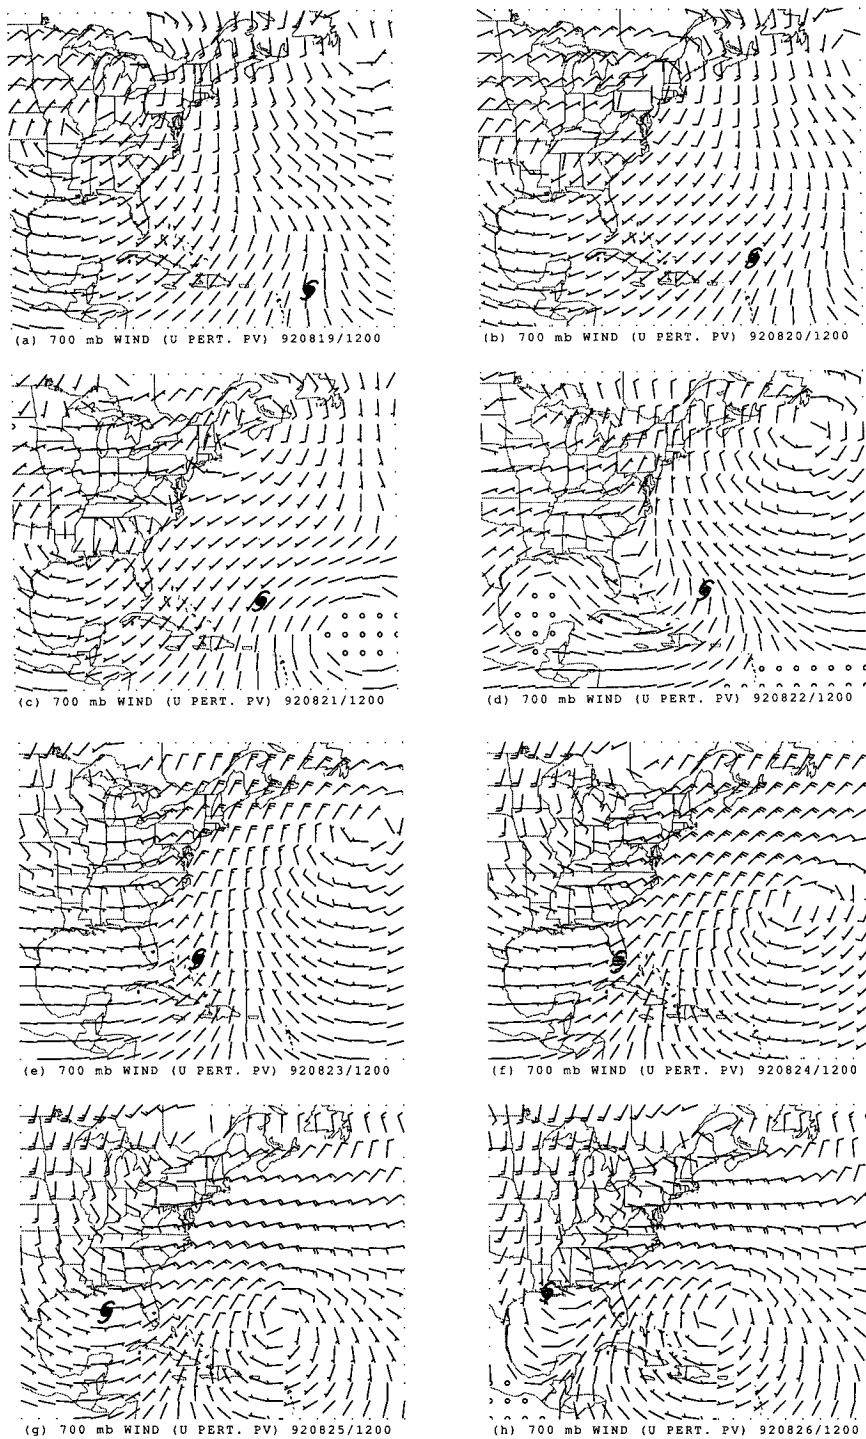 (a) 700 mb WIND (U PERT. PV) 920819/1200
(b) 700 mb WIND (U PERT. PV) 920820/1200
(c) 700 mb WIND (U PERT. PV) 920821/1200
(d) 700 mb WIND (U PERT. PV) 920822/1200
(e) 700 mb WIND (U PERT. PV) 920823/1200
(f) 700 mb WIND (U PERT. PV) 920824/1200
(g) 700 mb WIND (U PERT. PV) 920825/1200
(h) 700 mb WIND (U PERT. PV) 920826/1200